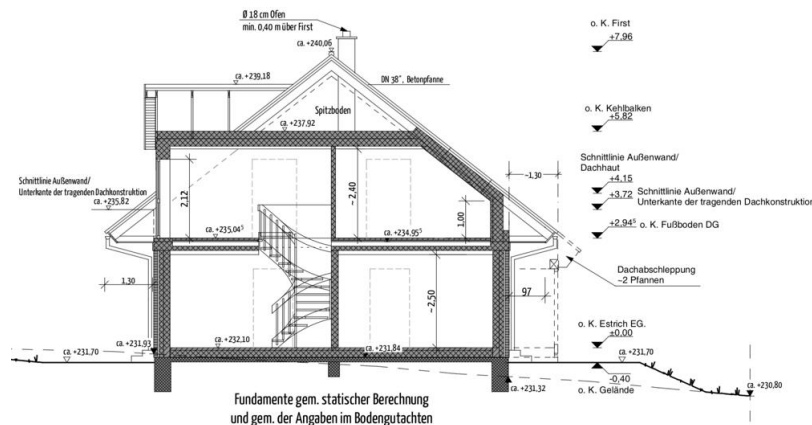 Ø 18 cm Ofen
min. 0,40 m über First
ca. +240,06
ca. +239,18
DN 38°, Betonpfanne
Spitzboden
ca. +237,92
Schnittlinie Außenwand/
Unterkante der tragenden Dachkonstruktion
ca. +235,82
2,12
~2,40
1,00
~1,30
ca. +235,04⁵
ca. +234,95⁵
1,30
~2,50
97
ca. +231,93
ca. +232,10
ca. +231,84
ca. +231,70
ca. +231,32
ca. +231,70
ca. +230,80
o. K. First
+7.96
o. K. Kehlbalken
+5.82
Schnittlinie Außenwand/
Dachhaut
+4.15
+3.72 Schnittlinie Außenwand/
Unterkante der tragenden Dachkonstruktion
+2.94⁵ o. K. Fußboden DG
Dachabschleppung
~2 Pfannen
o. K. Estrich EG.
±0.00
-0,40
o. K. Gelände
Fundamente gem. statischer Berechnung
und gem. der Angaben im Bodengutachten